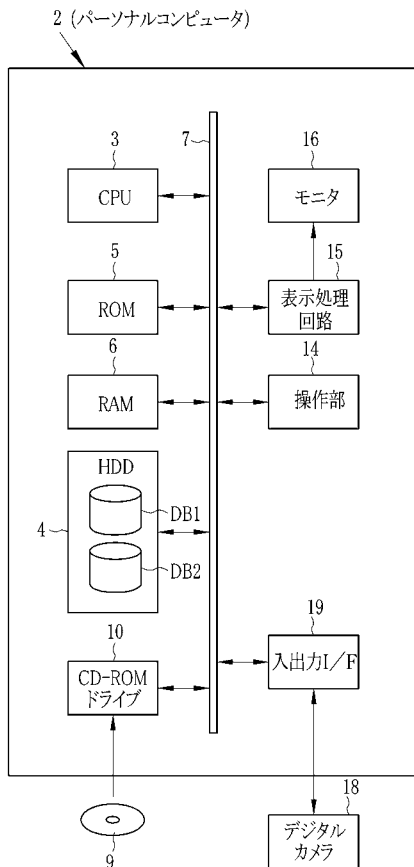 2 (パーソナルコンピュータ)
3
7
16
CPU
モニタ
5
15
ROM
表示処理
回路
6
14
RAM
操作部
HDD
4
DB1
DB2
10
19
CD-ROM
ドライブ
入出力I/F
18
9
デジタル
カメラ